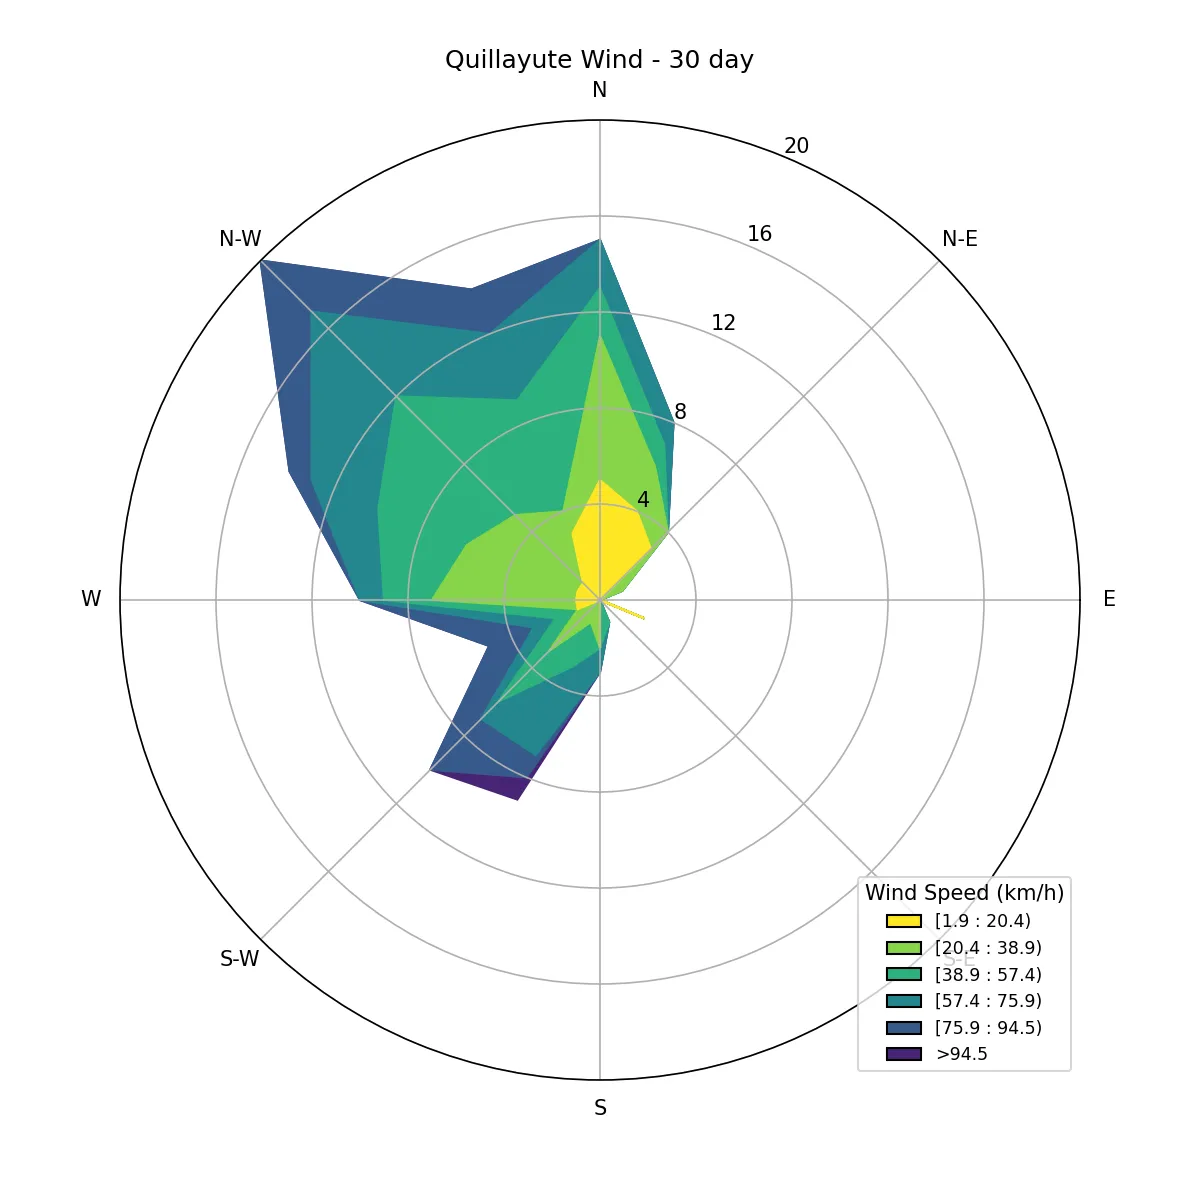 Quillayute Wind - 30 day
N
20
16
N-W
N-E
12
8
4
W
E
Wind Speed (km/h)
[1.9 : 20.4)
[20.4 : 38.9)
S-W
S-E
[38.9 : 57.4)
[57.4 : 75.9)
[75.9 : 94.5)
>94.5
S